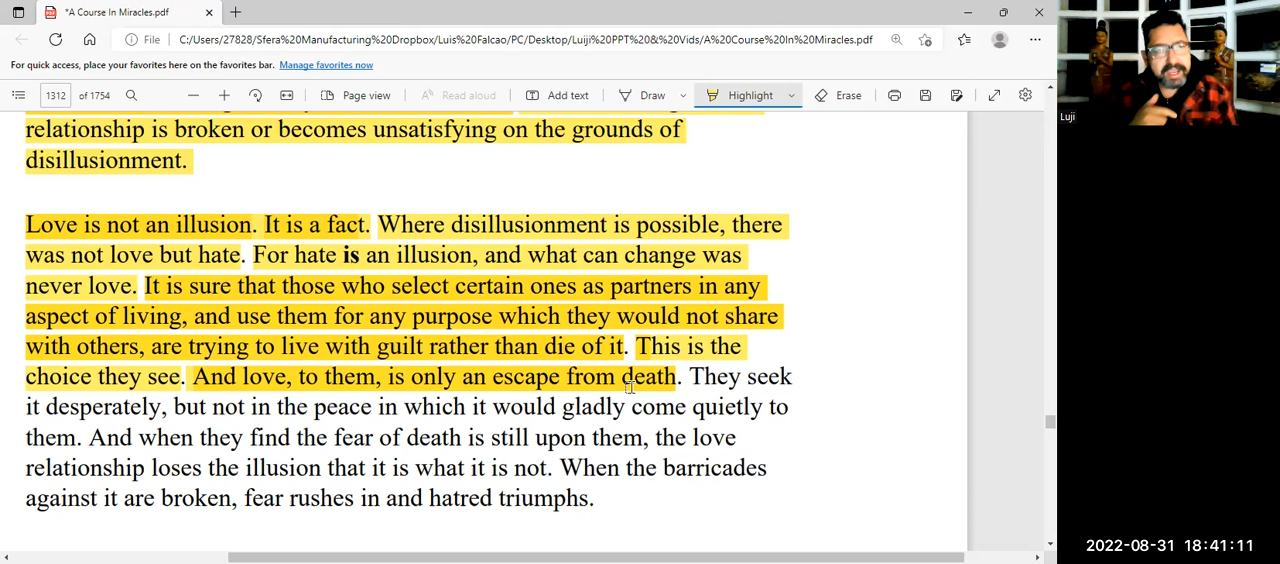 *A Course In Miracles.pdf
File C:/Users/27828/Sfera%20Manufacturing%20Dropbox/Luis%20Falcao/PC/Desktop/Luiji%20PPT%20&%20Vids/A%20Course%20In%20Miracles.pdf
For quick access, place your favorites here on the favorites bar. Manage favorites now
1312 of 1754 Page view Read aloud Add text Draw Highlight Erase
relationship is broken or becomes unsatisfying on the grounds of
disillusionment.
Love is not an illusion. It is a fact. Where disillusionment is possible, there
was not love but hate. For hate is an illusion, and what can change was
never love. It is sure that those who select certain ones as partners in any
aspect of living, and use them for any purpose which they would not share
with others, are trying to live with guilt rather than die of it. This is the
choice they see. And love, to them, is only an escape from death. They seek
it desperately, but not in the peace in which it would gladly come quietly to
them. And when they find the fear of death is still upon them, the love
relationship loses the illusion that it is what it is not. When the barricades
against it are broken, fear rushes in and hatred triumphs.
Luji
2022-08-31 18:41:11